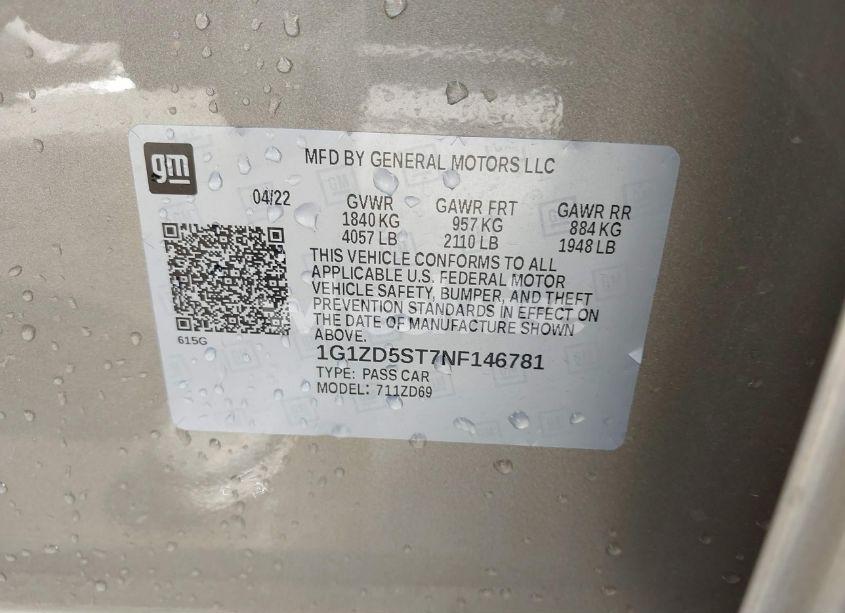 gm
MFD BY GENERAL MOTORS LLC
04/22
GVWR GAWR FRT GAWR RR
1840 KG 957 KG 884 KG
4057 LB 2110 LB 1948 LB
THIS VEHICLE CONFORMS TO ALL
APPLICABLE U.S. FEDERAL MOTOR
VEHICLE SAFETY, BUMPER, AND THEFT
PREVENTION STANDARDS IN EFFECT ON
THE DATE OF MANUFACTURE SHOWN
ABOVE.
615G
1G1ZD5ST7NF146781
TYPE: PASS CAR
MODEL: 711ZD69